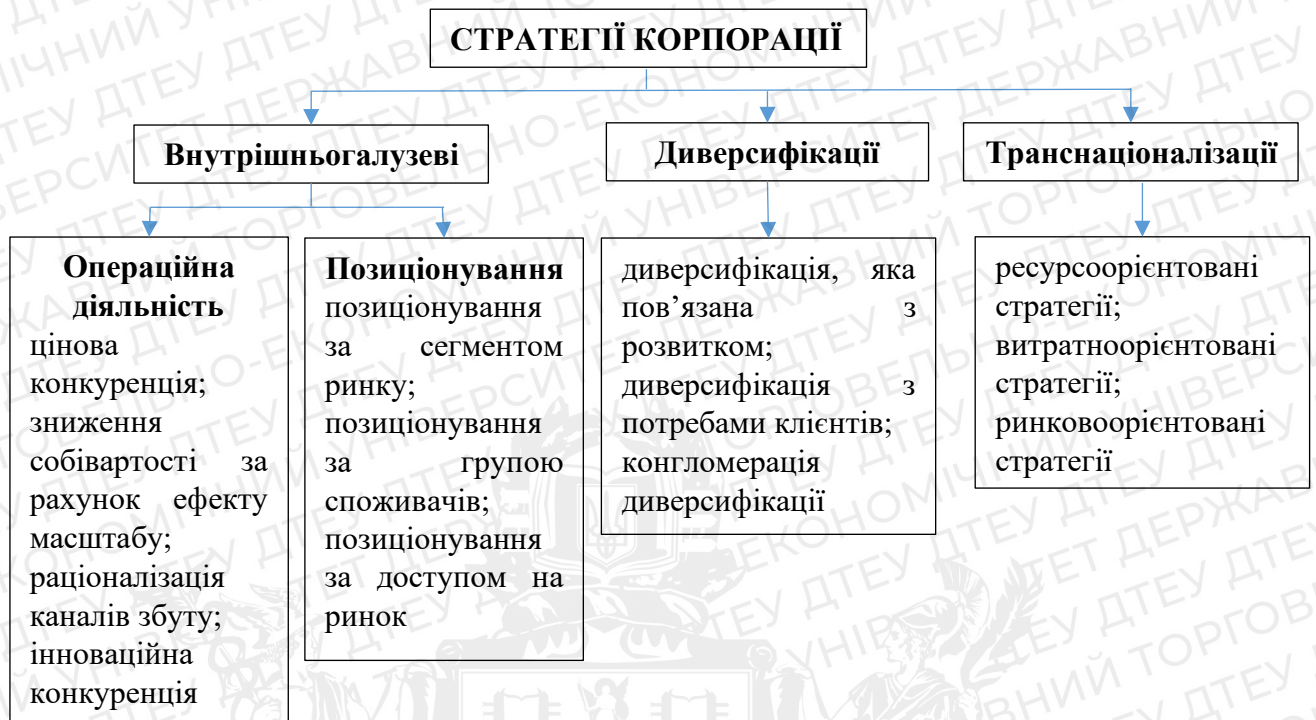 СТРАТЕГІЇ КОРПОРАЦІЇ
Внутрішньогалузеві
Диверсифікації
Транснаціоналізації
Операційна
діяльність
цінова
конкуренція;
зниження
собівартості за
рахунок ефекту
масштабу;
раціоналізація
каналів збуту;
інноваційна
конкуренція
Позиціонування
позиціонування
за сегментом
ринку;
позиціонування
за групою
споживачів;
позиціонування
за доступом на
ринок
диверсифікація, яка
пов’язана з
розвитком;
диверсифікація з
потребами клієнтів;
конгломерація
диверсифікації
ресурсоорієнтовані
стратегії;
витратноорієнтовані
стратегії;
ринковоорієнтовані
стратегії